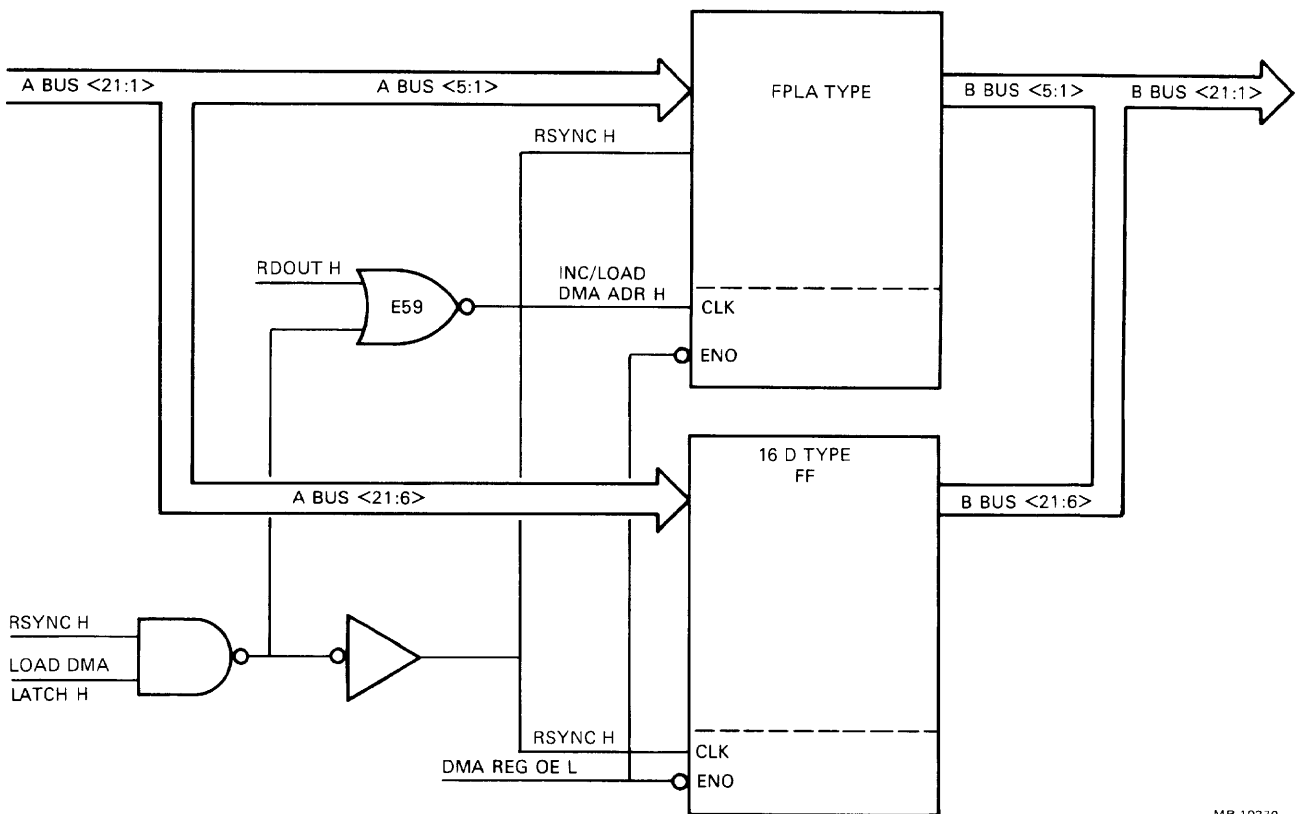 A BUS <21:1>
A BUS <5:1>
FPLA TYPE
B BUS <5:1>
B BUS <21:1>
RSYNC H
RDOUT H
E59
INC/LOAD
DMA ADR H
CLK
ENO
16 D TYPE
FF
A BUS <21:6>
B BUS <21:6>
RSYNC H
LOAD DMA
LATCH H
RSYNC H
CLK
DMA REG OE L
ENO